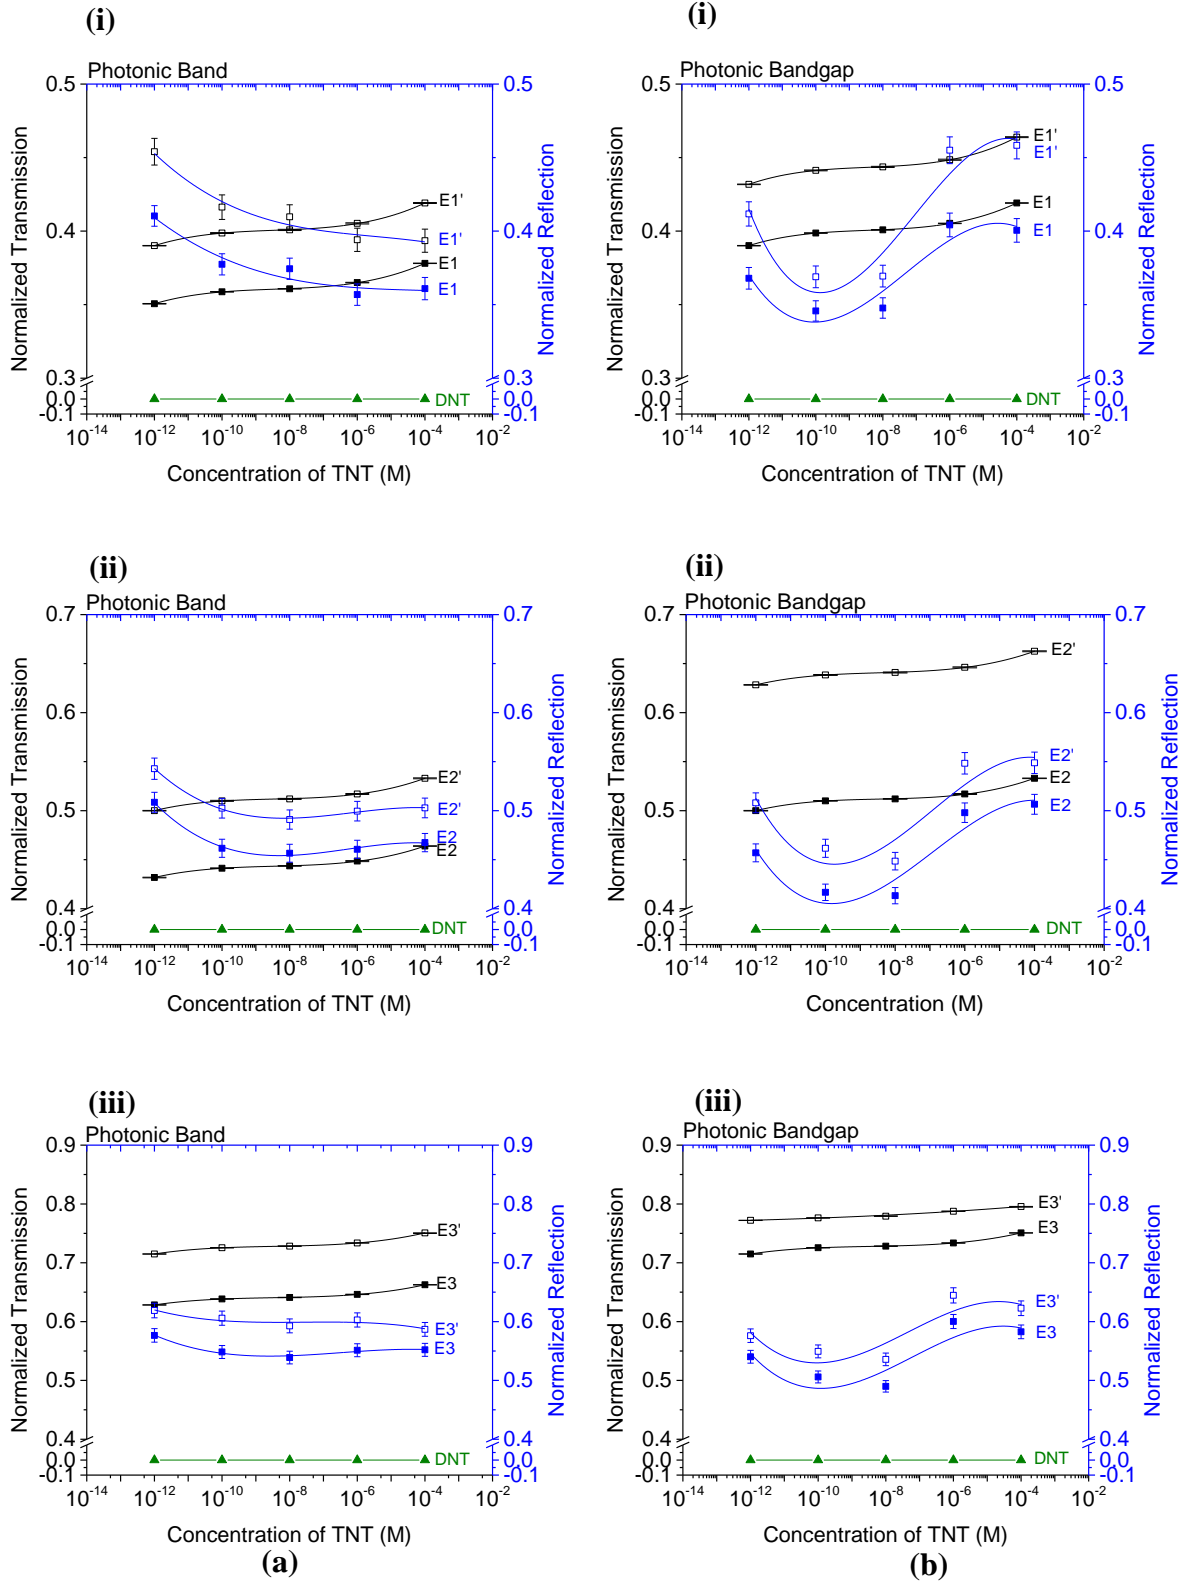 (i)
Photonic Band
0.5
0.4
0.3
0.0
-0.1
Normalized Transmission
0.5
0.4
0.3
0.0
-0.1
Normalized Reflection
E1'
E1'
E1
E1
DNT
10-14 10-12 10-10 10-8 10-6 10-4 10-2
Concentration of TNT (M)
(i)
Photonic Bandgap
0.5
0.4
0.3
0.0
-0.1
Normalized Transmission
0.5
0.4
0.3
0.0
-0.1
Normalized Reflection
E1'
E1'
E1
E1
DNT
10-14 10-12 10-10 10-8 10-6 10-4 10-2
Concentration of TNT (M)
(ii)
Photonic Band
0.7
0.6
0.5
0.4
0.0
-0.1
Normalized Transmission
0.7
0.6
0.5
0.4
0.0
-0.1
Normalized Reflection
E2'
E2'
E2
E2
DNT
10-14 10-12 10-10 10-8 10-6 10-4 10-2
Concentration of TNT (M)
(ii)
Photonic Bandgap
0.7
0.6
0.5
0.4
0.0
-0.1
Normalized Transmission
0.7
0.6
0.5
0.4
0.0
-0.1
Normalized Reflection
E2'
E2'
E2
E2
DNT
10-14 10-12 10-10 10-8 10-6 10-4 10-2
Concentration (M)
(iii)
Photonic Band
0.9
0.8
0.7
0.6
0.5
0.4
0.0
-0.1
Normalized Transmission
0.9
0.8
0.7
0.6
0.5
0.4
0.0
-0.1
Normalized Reflection
E3'
E3
E3'
E3
DNT
10-14 10-12 10-10 10-8 10-6 10-4 10-2
Concentration of TNT (M)
(a)
(iii)
Photonic Bandgap
0.9
0.8
0.7
0.6
0.5
0.4
0.0
-0.1
Normalized Transmission
0.9
0.8
0.7
0.6
0.5
0.4
0.0
-0.1
Normalized Reflection
E3'
E3
E3'
E3
DNT
10-14 10-12 10-10 10-8 10-6 10-4 10-2
Concentration of TNT (M)
(b)